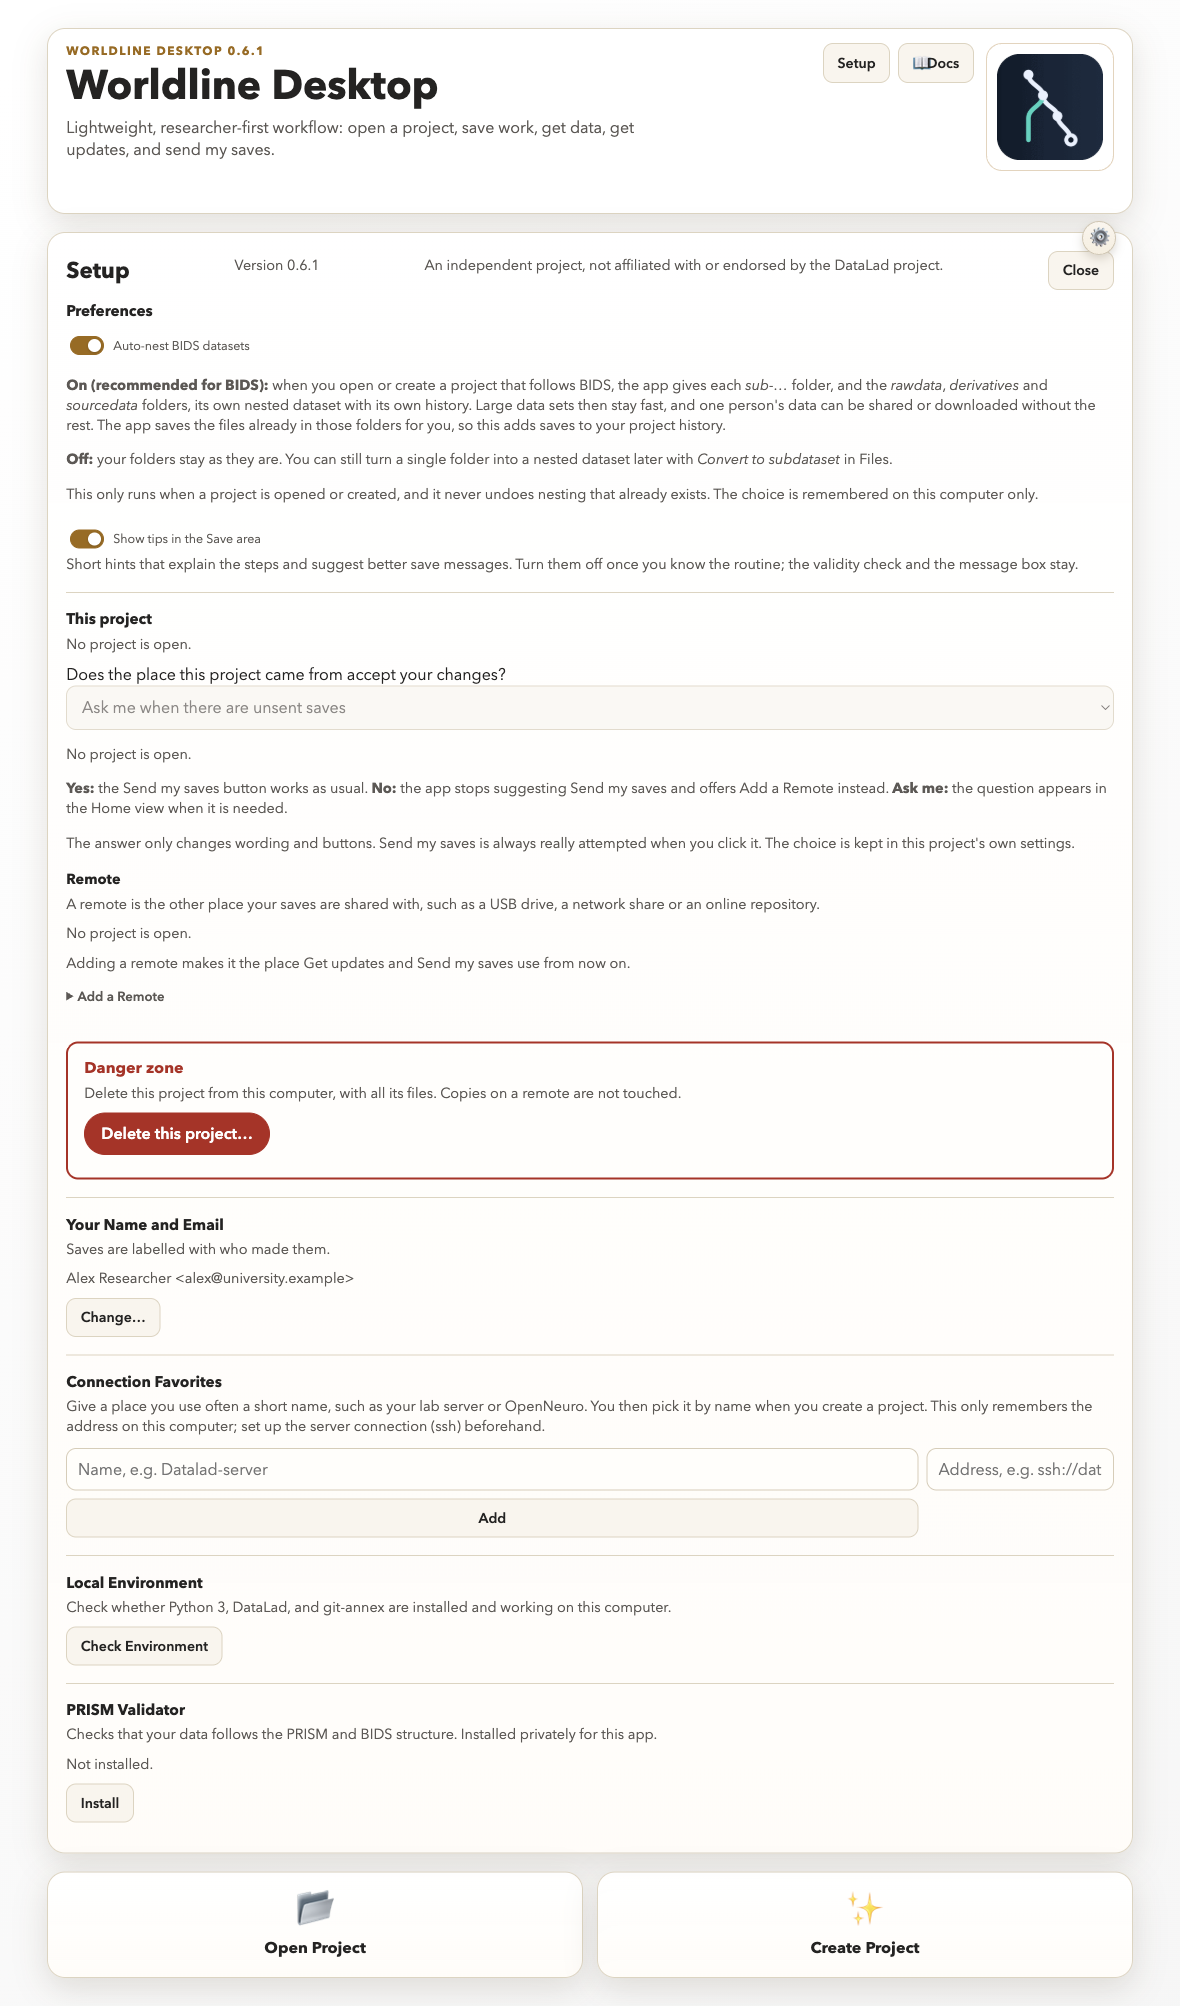 WORLDLINE DESKTOP 0.6.1
Worldline Desktop
Lightweight, researcher-first workflow: open a project, save work, get data, get
updates, and send my saves.
Setup
Docs
Setup
Version 0.6.1
An independent project, not affiliated with or endorsed by the DataLad project.
Close
Preferences
Auto-nest BIDS datasets
On (recommended for BIDS): when you open or create a project that follows BIDS, the app gives each sub-… folder, and the rawdata, derivatives and
sourcedata folders, its own nested dataset with its own history. Large data sets then stay fast, and one person's data can be shared or downloaded without the
rest. The app saves the files already in those folders for you, so this adds saves to your project history.
Off: your folders stay as they are. You can still turn a single folder into a nested dataset later with Convert to subdataset in Files.
This only runs when a project is opened or created, and it never undoes nesting that already exists. The choice is remembered on this computer only.
Show tips in the Save area
Short hints that explain the steps and suggest better save messages. Turn them off once you know the routine; the validity check and the message box stay.
This project
No project is open.
Does the place this project came from accept your changes?
Ask me when there are unsent saves
No project is open.
Yes: the Send my saves button works as usual. No: the app stops suggesting Send my saves and offers Add a Remote instead. Ask me: the question appears in
the Home view when it is needed.
The answer only changes wording and buttons. Send my saves is always really attempted when you click it. The choice is kept in this project's own settings.
Remote
A remote is the other place your saves are shared with, such as a USB drive, a network share or an online repository.
No project is open.
Adding a remote makes it the place Get updates and Send my saves use from now on.
Add a Remote
Danger zone
Delete this project from this computer, with all its files. Copies on a remote are not touched.
Delete this project…
Your Name and Email
Saves are labelled with who made them.
Alex Researcher <alex@university.example>
Change…
Connection Favorites
Give a place you use often a short name, such as your lab server or OpenNeuro. You then pick it by name when you create a project. This only remembers the
address on this computer; set up the server connection (ssh) beforehand.
Name, e.g. Datalad-server
Address, e.g. ssh://dat
Add
Local Environment
Check whether Python 3, DataLad, and git-annex are installed and working on this computer.
Check Environment
PRISM Validator
Checks that your data follows the PRISM and BIDS structure. Installed privately for this app.
Not installed.
Install
Open Project
Create Project